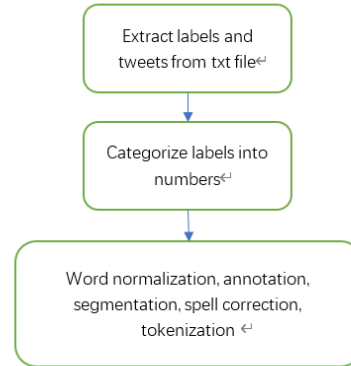 Extract labels and
tweets from txt file↵
Categorize labels into
numbers↵
Word normalization, annotation,
segmentation, spell correction,
tokenization ↵